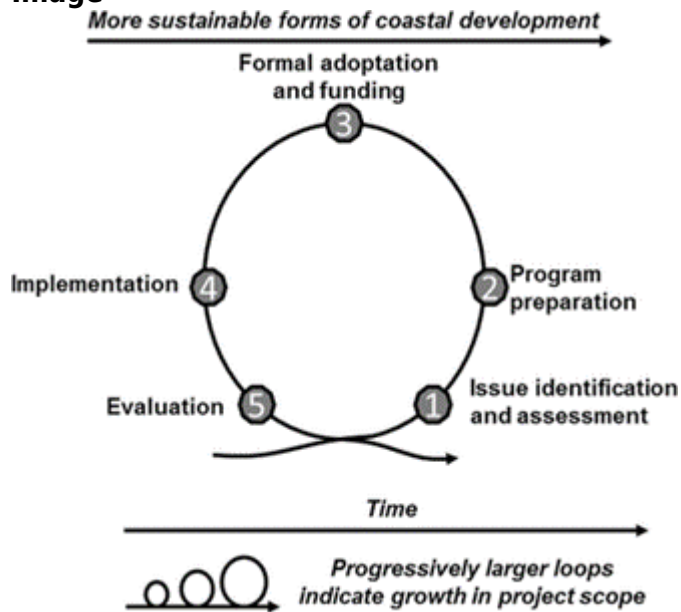 Image
More sustainable forms of coastal development
Formal adoptation
and funding
3
Implementation
4
2
Program
preparation
Evaluation
5
1
Issue identification
and assessment
Time
Progressively larger loops
indicate growth in project scope